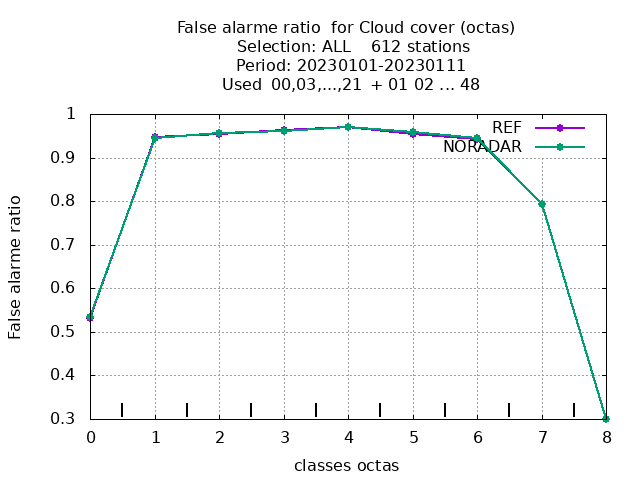 False alarme ratio  for Cloud cover (octas)
Selection: ALL    612 stations
Period: 20230101-20230111
Used  00,03,...,21  + 01 02 ... 48
REF
NORADAR
1
0.9
0.8
0.7
0.6
0.5
0.4
0.3
False alarme ratio
0 1 2 3 4 5 6 7 8
classes octas